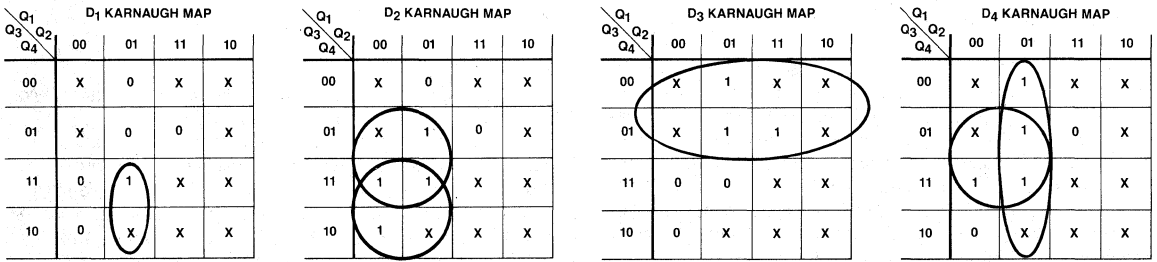 D1 KARNAUGH MAP
Q1
Q3 Q2
Q4 00 01 11 10
00 X 0 X X
01 X 0 0 X
11 0 1 X X
10 0 X X X
D2 KARNAUGH MAP
Q1
Q3 Q2
Q4 00 01 11 10
00 X 0 X X
01 X 1 0 X
11 1 1 X X
10 1 X X X
D3 KARNAUGH MAP
Q1
Q3 Q2
Q4 00 01 11 10
00 X 1 X X
01 X 1 1 X
11 0 0 X X
10 0 X X X
D4 KARNAUGH MAP
Q1
Q3 Q2
Q4 00 01 11 10
00 X 1 X X
01 X 1 0 X
11 1 1 X X
10 0 X X X